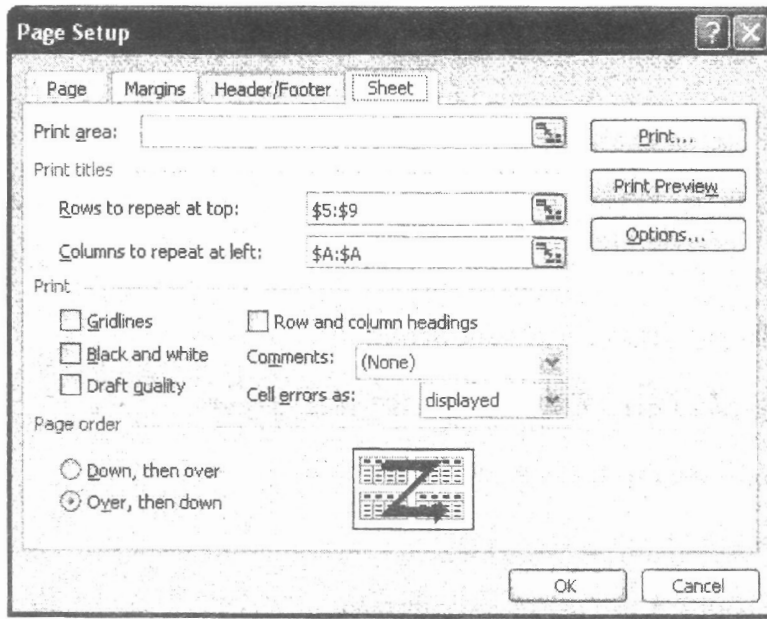 Page Setup
Page Margins Header/Footer Sheet
Print area:
Print...
Print titles
Print Preview
Rows to repeat at top: $5:$9
Options...
Columns to repeat at left: $A:$A
Print
Gridlines Row and column headings
Black and white Comments: (None)
Draft quality Cell errors as: displayed
Page order
Down, then over
Over, then down
OK Cancel